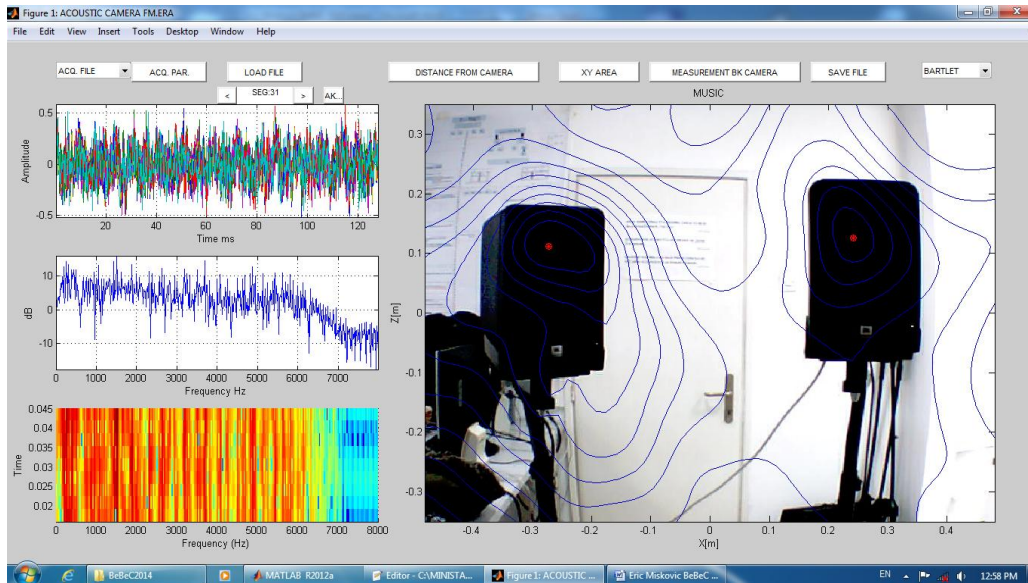 Figure 1: ACOUSTIC CAMERA FM.ERA
File Edit View Insert Tools Desktop Window Help
ACQ. FILE ACQ. PAR. LOAD FILE DISTANCE FROM CAMERA XY AREA MEASUREMENT BK CAMERA SAVE FILE BARTLET
< SEG:31 > AK...
MUSIC
0.5
0
-0.5
Amplitude
20 40 60 80 100 120
Time ms
10
0
-10
dB
0 1000 2000 3000 4000 5000 6000 7000
Frequency Hz
0.045
0.04
0.035
0.03
0.025
0.02
Time
0 1000 2000 3000 4000 5000 6000 7000 8000
Frequency (Hz)
0.3
0.2
0.1
0
-0.1
-0.2
-0.3
Z[m]
-0.4 -0.3 -0.2 -0.1 0 0.1 0.2 0.3 0.4
X[m]
BeBeC2014 MATLAB R2012a Editor - C:\MINISTA... Figure 1: ACOUSTIC ... Eric Miskovic BeBeC ... EN 12:58 PM